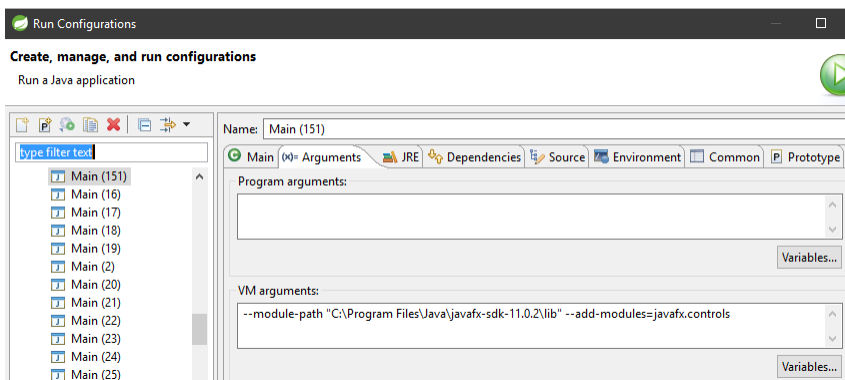 Run Configurations
Create, manage, and run configurations
Run a Java application
type filter text
Main (151)
Main (16)
Main (17)
Main (18)
Main (19)
Main (2)
Main (20)
Main (21)
Main (22)
Main (23)
Main (24)
Main (25)
Name: Main (151)
Main (x)= Arguments JRE Dependencies Source Environment Common P Prototype
Program arguments:
Variables...
VM arguments:
--module-path "C:\Program Files\Java\javafx-sdk-11.0.2\lib" --add-modules=javafx.controls
Variables...